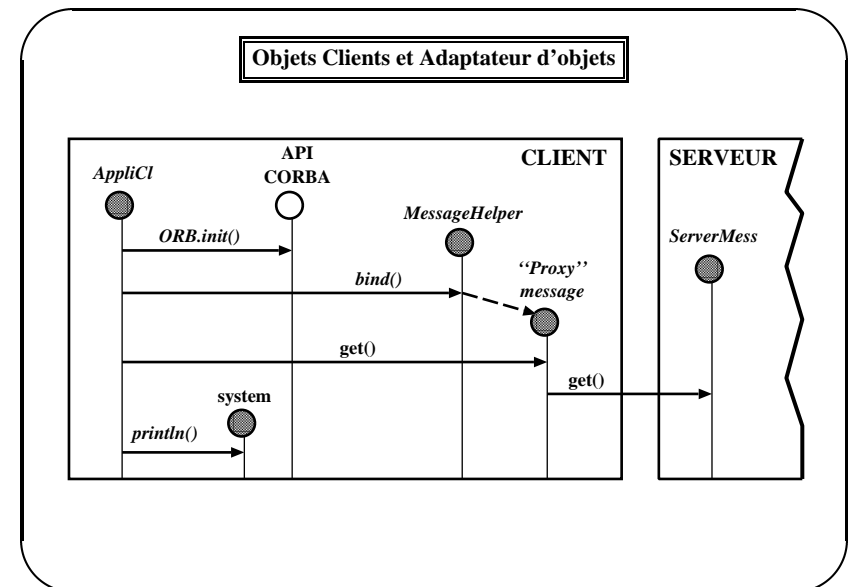 Objets Clients et Adaptateur d'objets
API
CORBA
CLIENT
SERVEUR
AppliCl
MessageHelper
ORB.init()
ServerMess
‘‘Proxy’’
message
bind()
get()
get()
system
println()